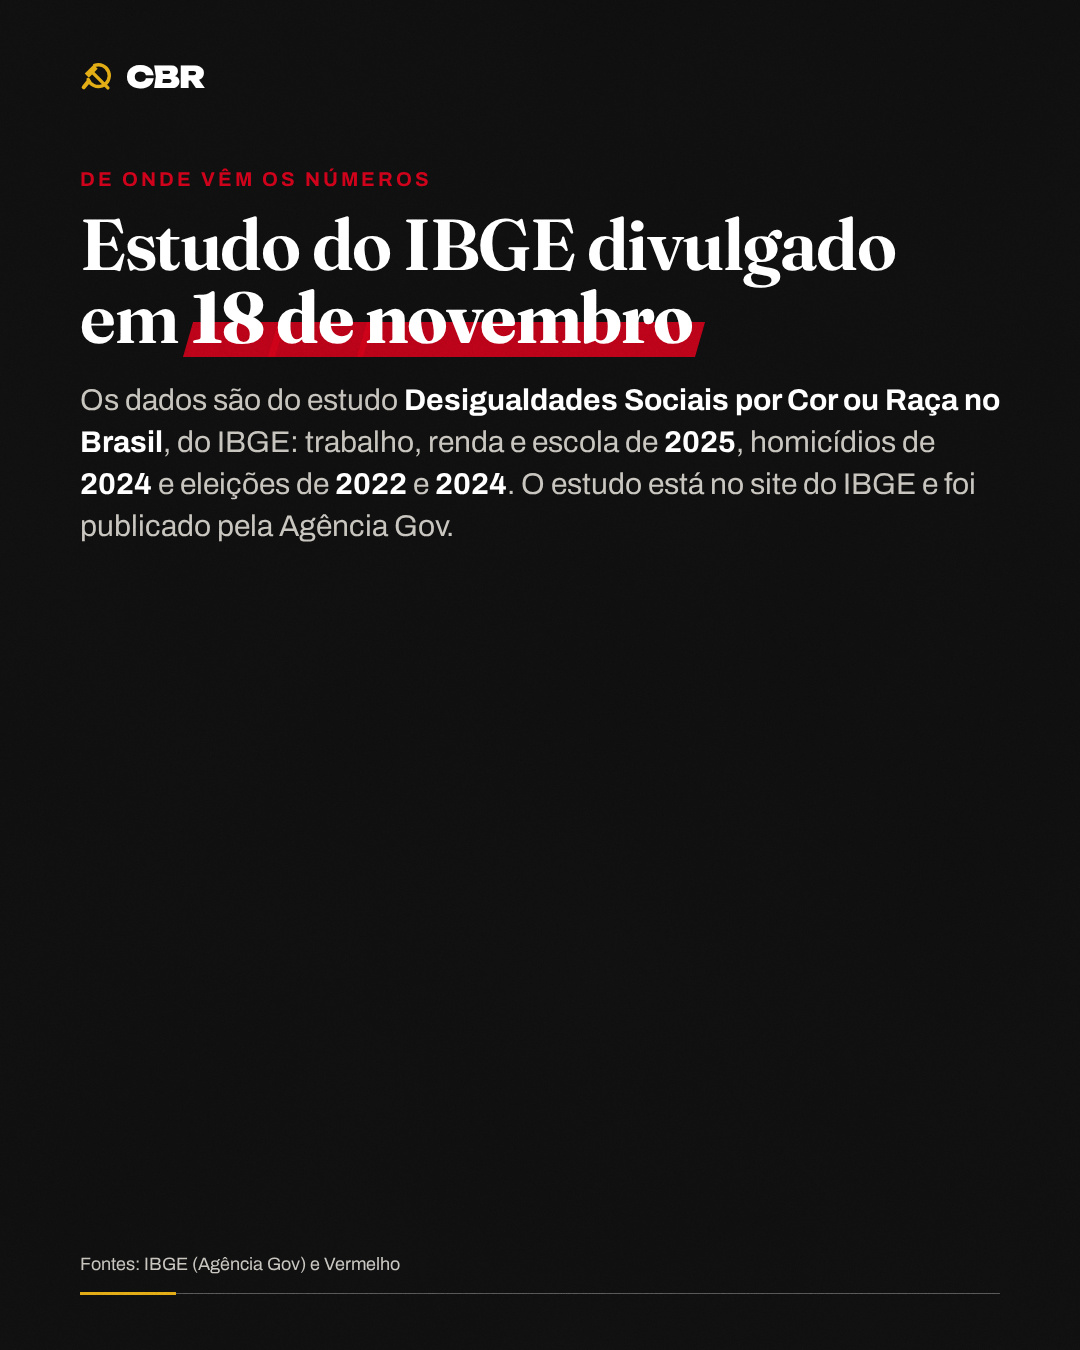 CBR
DE ONDE VÊM OS NÚMEROS
Estudo do IBGE divulgado
em 18 de novembro
Os dados são do estudo Desigualdades Sociais por Cor ou Raça no
Brasil, do IBGE: trabalho, renda e escola de 2025, homicídios de
2024 e eleições de 2022 e 2024. O estudo está no site do IBGE e foi
publicado pela Agência Gov.
Fontes: IBGE (Agência Gov) e Vermelho